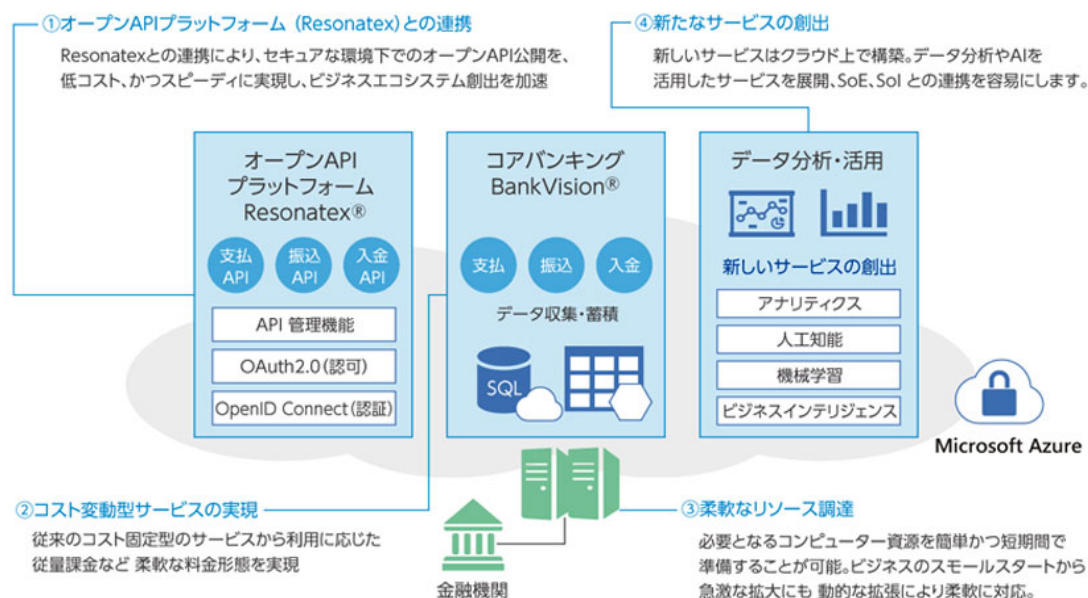 ①オープンAPIプラットフォーム (Resonatex)との連携
Resonatexとの連携により、セキュアな環境下でのオープンAPI公開を、
低コスト、かつスピーディに実現し、ビジネスエコシステム創出を加速
④新たなサービスの創出
新しいサービスはクラウド上で構築。データ分析やAIを
活用したサービスを展開、SoE、SoI との連携を容易にします。
オープンAPI
プラットフォーム
Resonatex®
支払
API
振込
API
入金
API
API 管理機能
OAuth2.0(認可)
OpenID Connect(認証)
コアバンキング
BankVision®
支払
振込
入金
データ収集・蓄積
SQL
データ分析・活用
新しいサービスの創出
アナリティクス
人工知能
機械学習
ビジネスインテリジェンス
Microsoft Azure
②コスト変動型サービスの実現
従来のコスト固定型のサービスから利用に応じた
従量課金など 柔軟な料金形態を実現
金融機関
③柔軟なリソース調達
必要となるコンピューター資源を簡単かつ短期間で
準備することが可能。ビジネスのスモールスタートから
急激な拡大にも 動的な拡張により柔軟に対応。